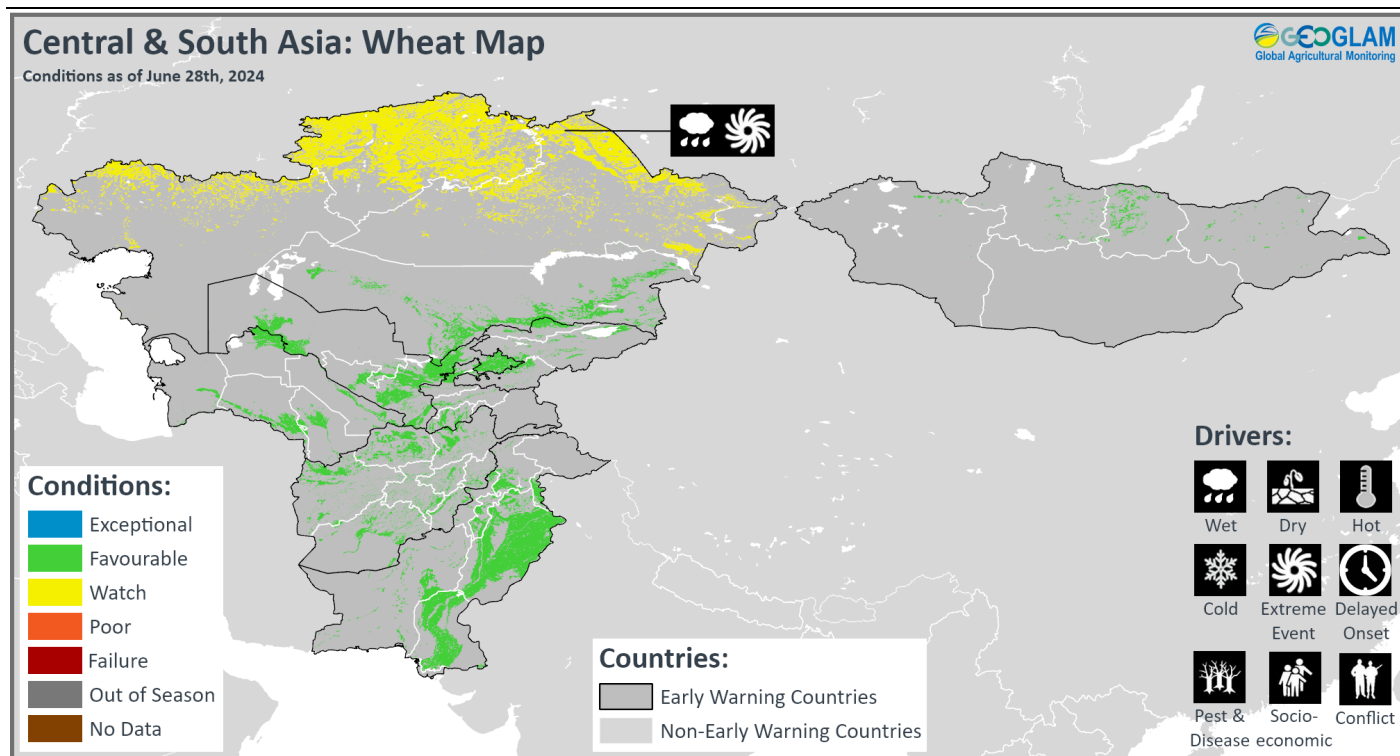 Central & South Asia: Wheat Map
Conditions as of June 28th, 2024
GEOGLAM
Global Agricultural Monitoring
Conditions:
Exceptional
Favourable
Watch
Poor
Failure
Out of Season
No Data
Countries:
Early Warning Countries
Non-Early Warning Countries
Drivers:
Wet Dry Hot
Cold Extreme Delayed
Event Onset
Pest & Socio- Conflict
Disease economic